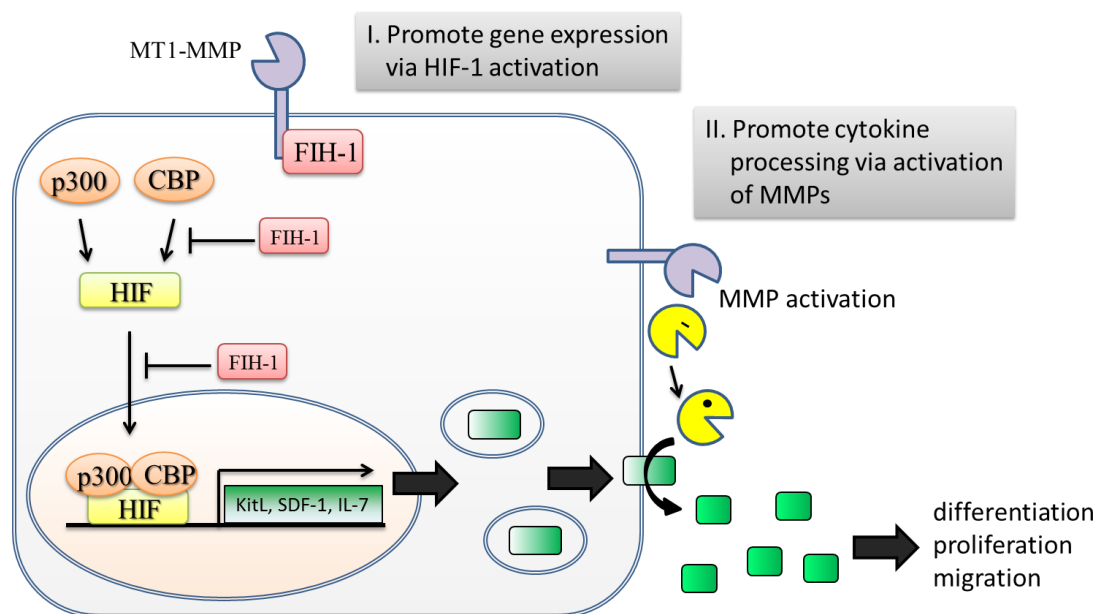 MT1-MMP
I. Promote gene expression
via HIF-1 activation
FIH-1
II. Promote cytokine
processing via activation
of MMPs
p300
CBP
FIH-1
HIF
MMP activation
FIH-1
p300
CBP
HIF
KitL, SDF-1, IL-7
differentiation
proliferation
migration